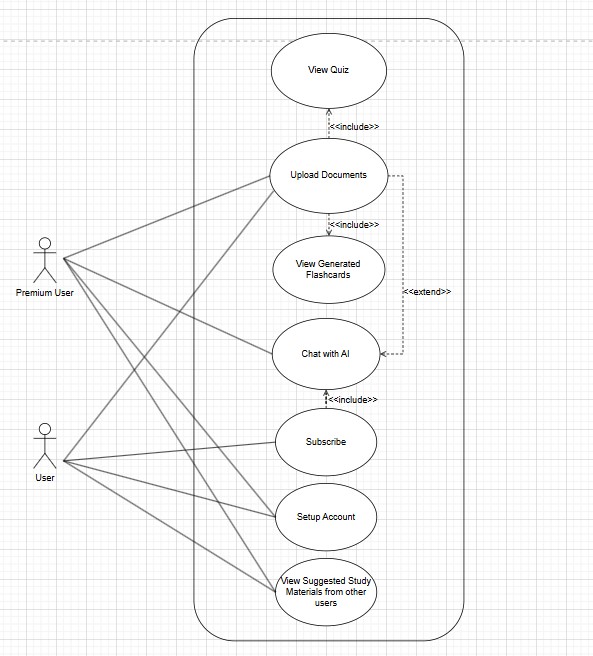 View Quiz
<<include>>
Upload Documents
<<include>>
View Generated
Flashcards
Premium User
<<extend>>
Chat with AI
<<include>>
Subscribe
User
Setup Account
View Suggested Study
Materials from other
users